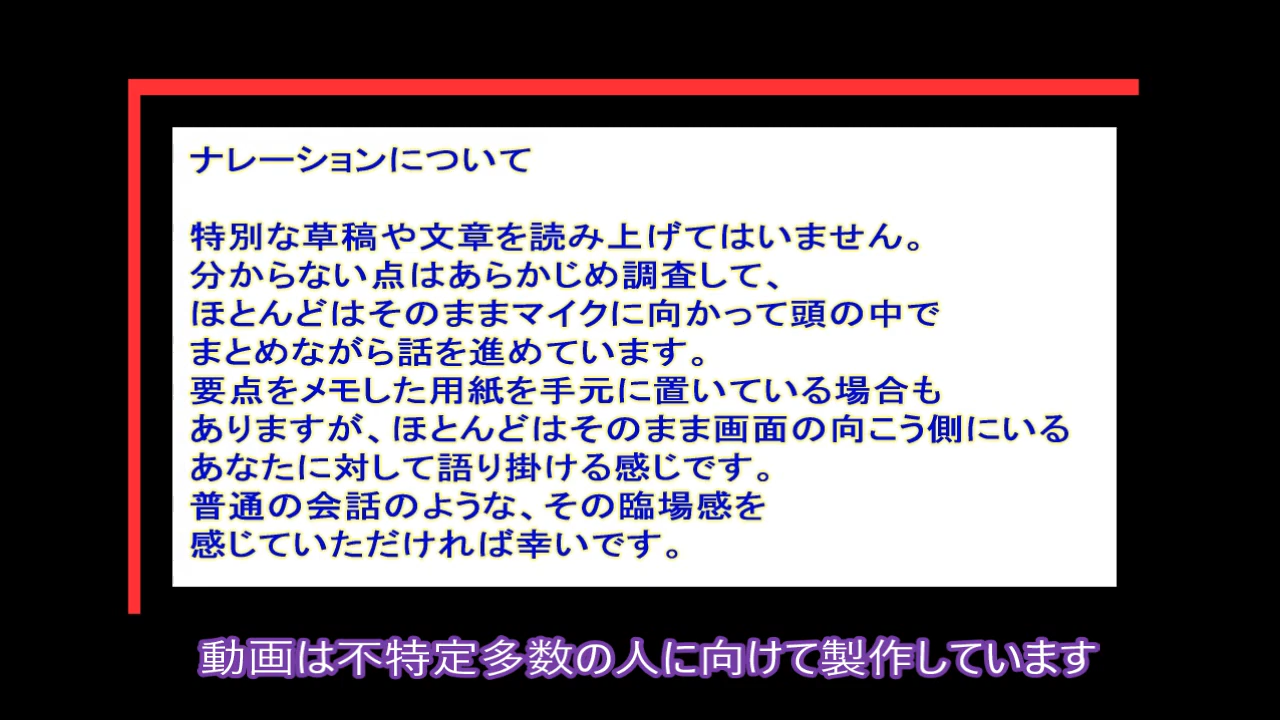 ナレーションについて
特別な草稿や文章を読み上げてはいません。
分からない点はあらかじめ調査して、
ほとんどはそのままマイクに向かって頭の中で
まとめながら話を進めています。
要点をメモした用紙を手元に置いている場合も
ありますが、ほとんどはそのまま画面の向こう側にいる
あなたに対して語り掛ける感じです。
普通の会話のような、その臨場感を
感じていただければ幸いです。
動画は不特定多数の人に向けて製作しています